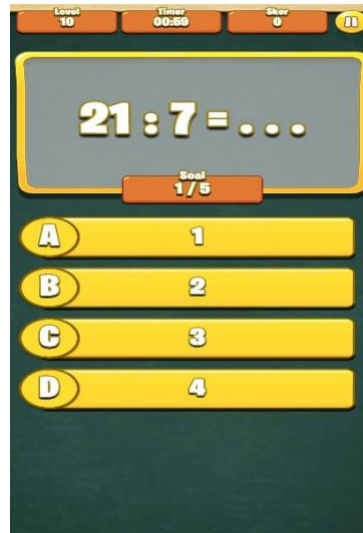 Level Timer Skor
10 00:59 0
21 : 7 = . . .
Soal
1 / 5
A 1
B 2
C 3
D 4